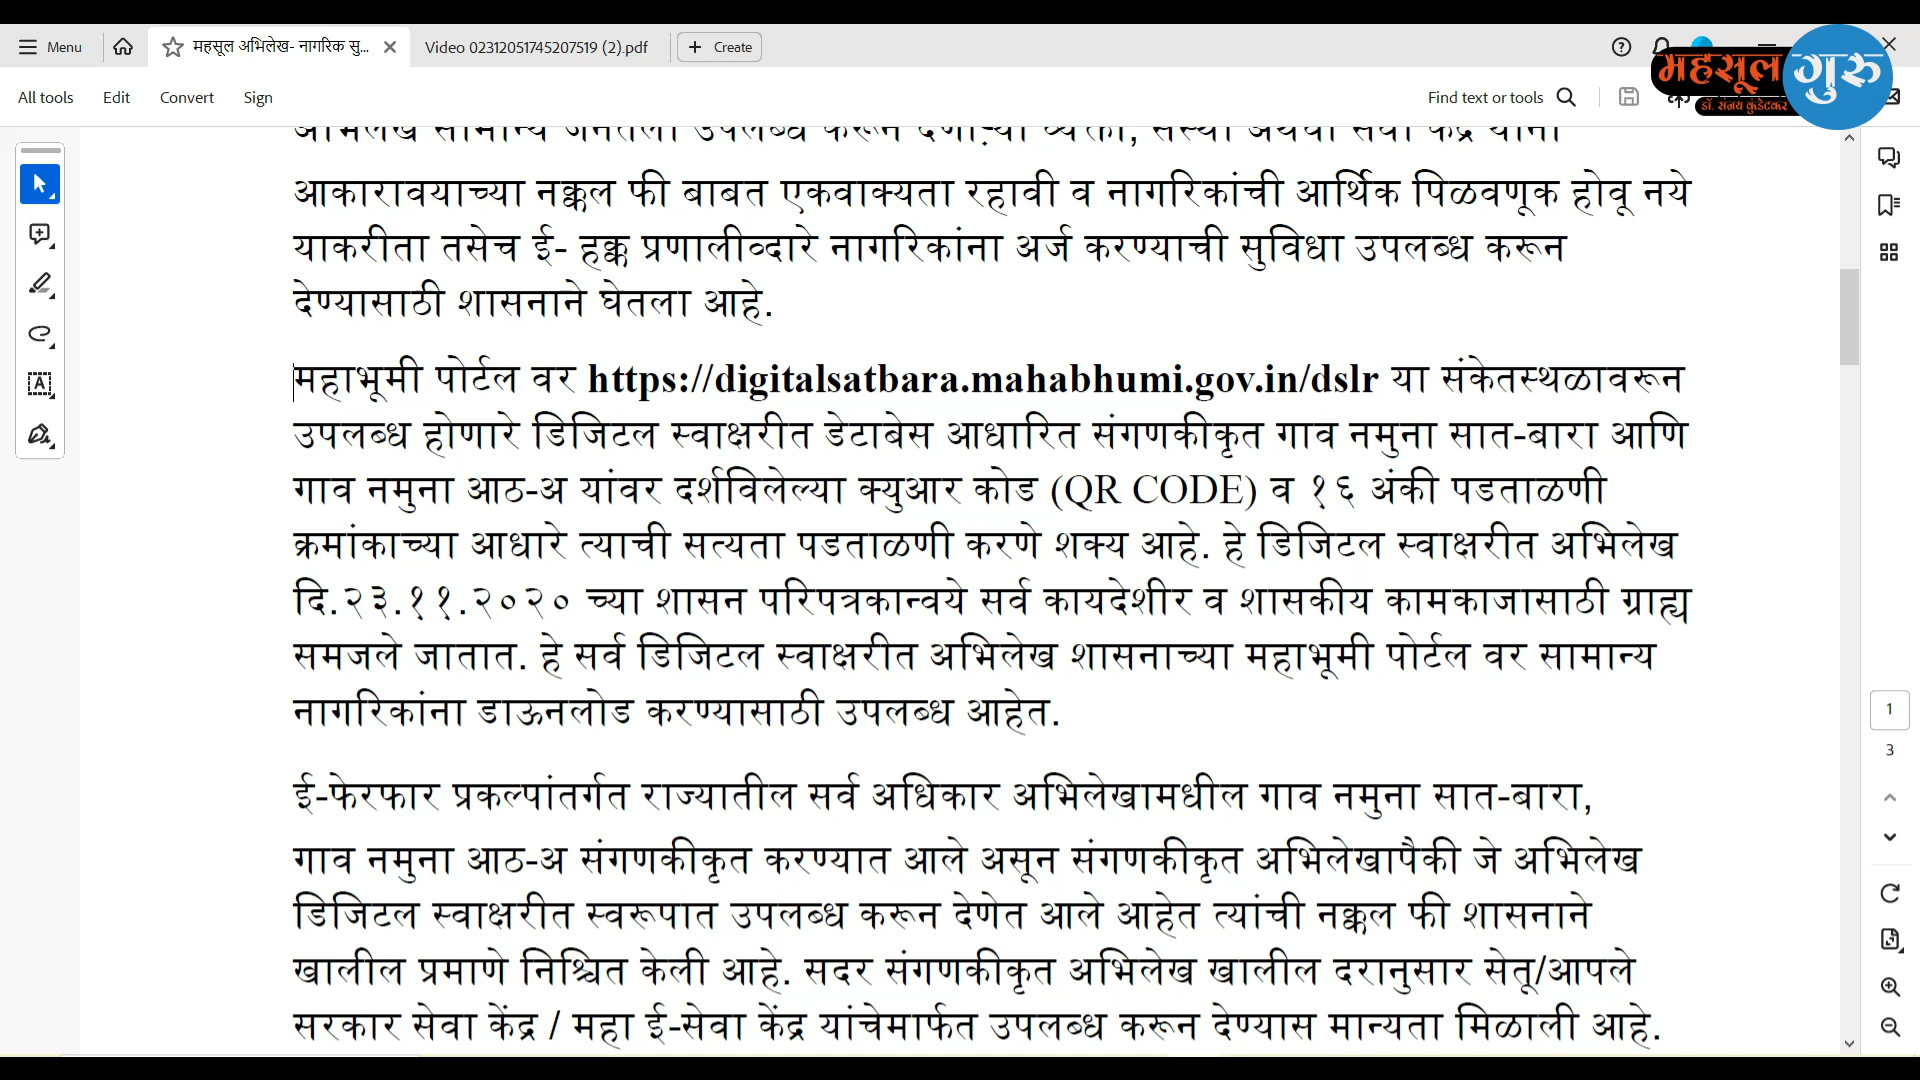 Menu
महसूल अभिलेख- नागरिक सु...
Video 02312051745207519 (2).pdf
Create
All tools
Edit
Convert
Sign
Find text or tools
महसूल गुरु
डॉ. संजय कुंडेटकर
अभिलेख सामान्य जनतेला उपलब्ध करून देणाऱ्या व्यक्ती, संस्था अथवा सेवा केंद्र यांना
आकारावयाच्या नक्कल फी बाबत एकवाक्यता रहावी व नागरिकांची आर्थिक पिळवणूक होवू नये
याकरीता तसेच ई- हक्क प्रणालीव्दारे नागरिकांना अर्ज करण्याची सुविधा उपलब्ध करून
देण्यासाठी शासनाने घेतला आहे.
महाभूमी पोर्टल वर https://digitalsatbara.mahabhumi.gov.in/dslr या संकेतस्थळावरून
उपलब्ध होणारे डिजिटल स्वाक्षरीत डेटाबेस आधारित संगणकीकृत गाव नमुना सात-बारा आणि
गाव नमुना आठ-अ यांवर दर्शविलेल्या क्युआर कोड (QR CODE) व १६ अंकी पडताळणी
क्रमांकाच्या आधारे त्याची सत्यता पडताळणी करणे शक्य आहे. हे डिजिटल स्वाक्षरीत अभिलेख
दि.२३.११.२०२० च्या शासन परिपत्रकान्वये सर्व कायदेशीर व शासकीय कामकाजासाठी ग्राह्य
समजले जातात. हे सर्व डिजिटल स्वाक्षरीत अभिलेख शासनाच्या महाभूमी पोर्टल वर सामान्य
नागरिकांना डाऊनलोड करण्यासाठी उपलब्ध आहेत.
ई-फेरफार प्रकल्पांतर्गत राज्यातील सर्व अधिकार अभिलेखामधील गाव नमुना सात-बारा,
गाव नमुना आठ-अ संगणकीकृत करण्यात आले असून संगणकीकृत अभिलेखापैकी जे अभिलेख
डिजिटल स्वाक्षरीत स्वरूपात उपलब्ध करून देणेत आले आहेत त्यांची नक्कल फी शासनाने
खालील प्रमाणे निश्चित केली आहे. सदर संगणकीकृत अभिलेख खालील दरानुसार सेतू/आपले
सरकार सेवा केंद्र / महा ई-सेवा केंद्र यांचेमार्फत उपलब्ध करून देण्यास मान्यता मिळाली आहे.
1
3